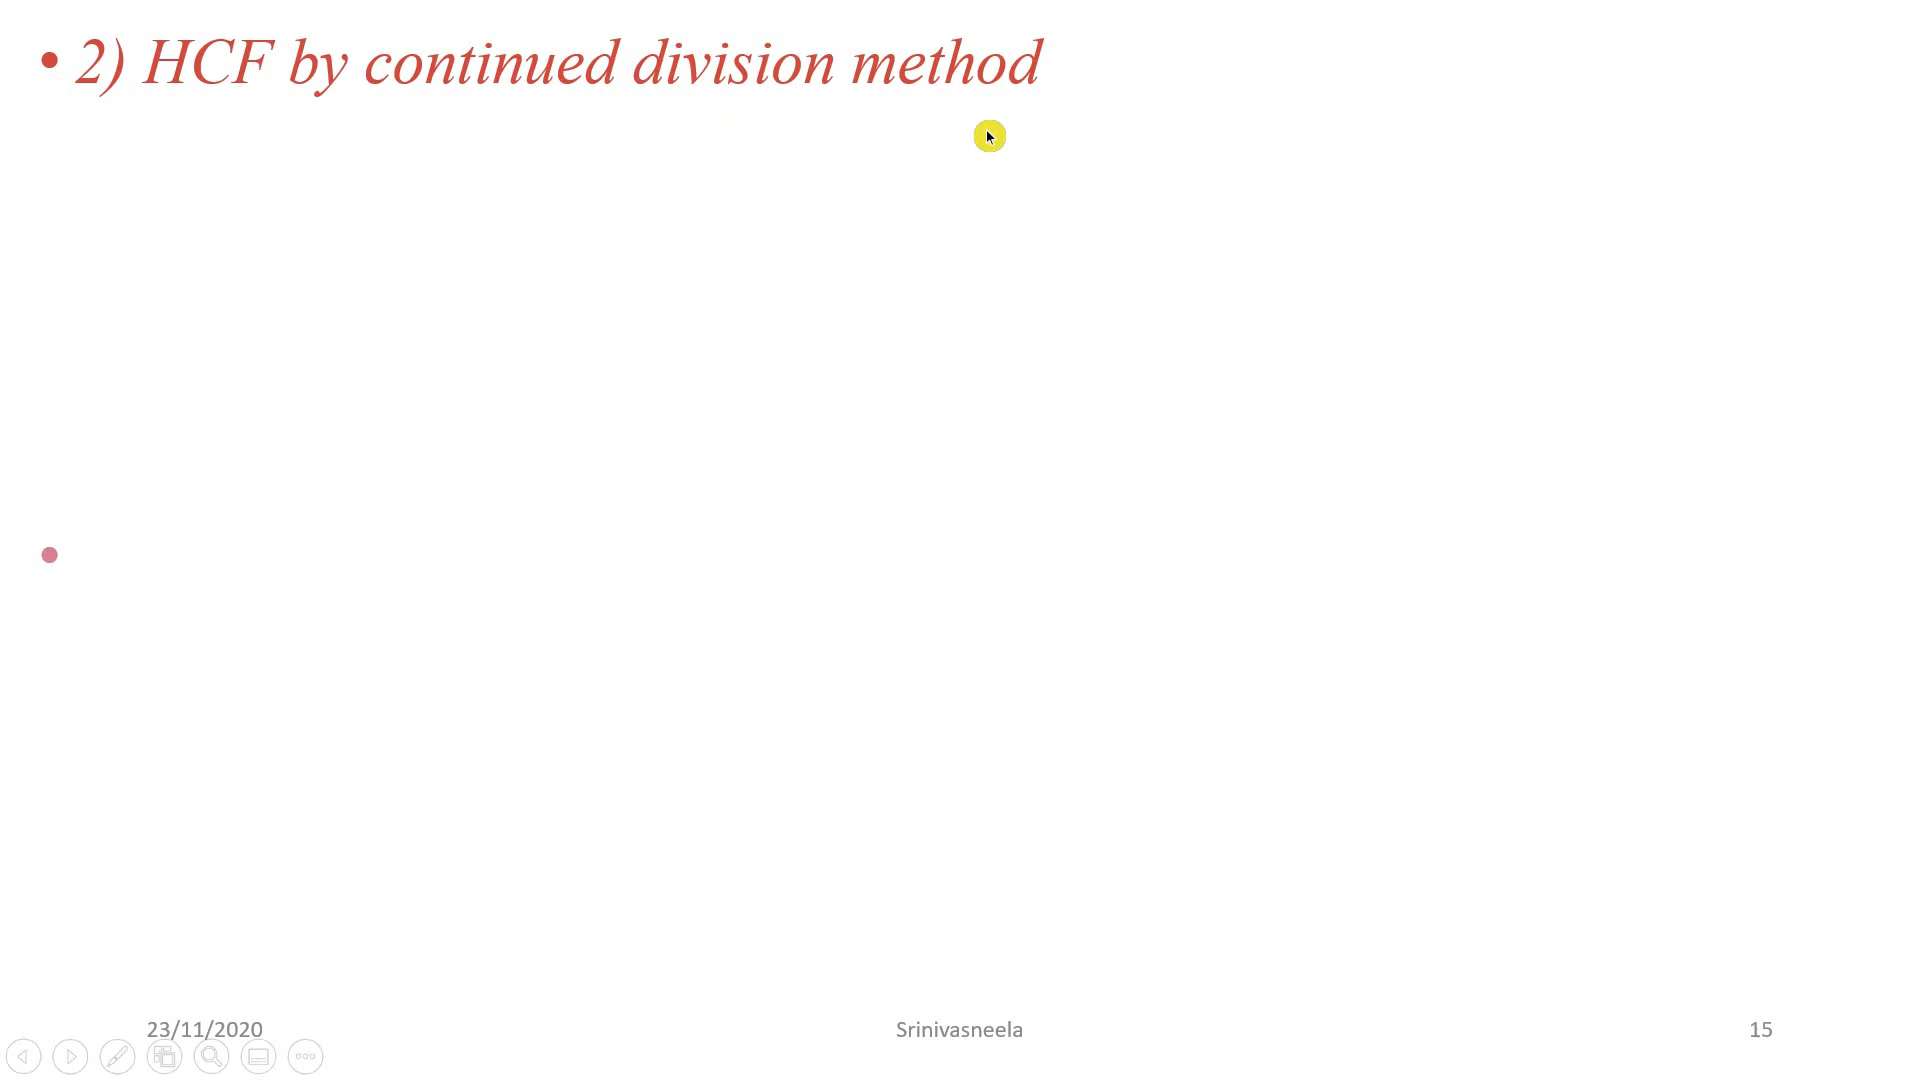 • 2) HCF by continued division method
•
23/11/2020 Srinivasneela 15